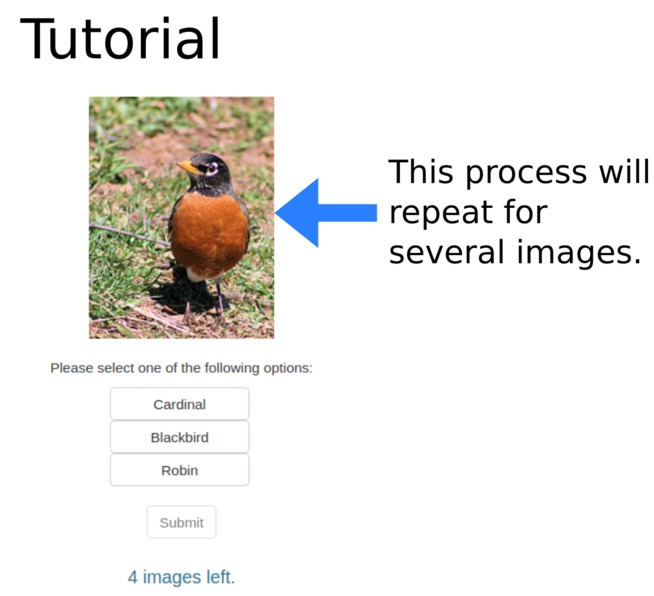 Tutorial
This process will
repeat for
several images.
Please select one of the following options:
Cardinal
Blackbird
Robin
Submit
4 images left.